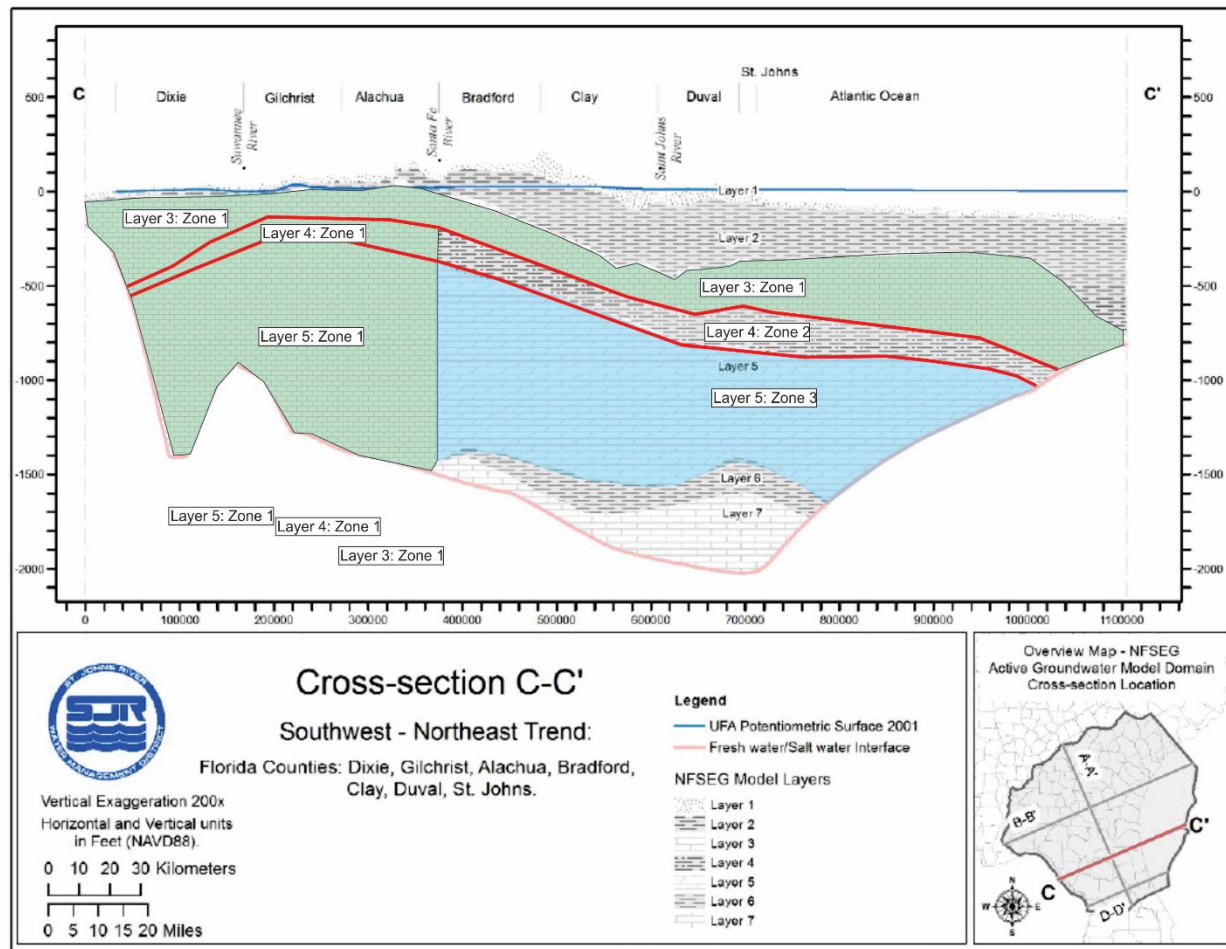 St. Johns
C Dixie Gilchrist Alachua Bradford Clay Duval Atlantic Ocean C'
500
0
-500
-1000
-1500
-2000
500
0
-500
-1000
-1500
-2000
Suwannee
River
Santa Fe
River
Saint Johns
River
Layer 1
Layer 3: Zone 1
Layer 4: Zone 1
Layer 2
Layer 3: Zone 1
Layer 4: Zone 2
Layer 5: Zone 1
Layer 5
Layer 5: Zone 3
Layer 6
Layer 7
Layer 5: Zone 1
Layer 4: Zone 1
Layer 3: Zone 1
0 100000 200000 300000 400000 500000 600000 700000 800000 900000 1000000 1100000
ST. JOHNS RIVER
SJR
WATER MANAGEMENT DISTRICT
Cross-section C-C'
Southwest - Northeast Trend:
Florida Counties: Dixie, Gilchrist, Alachua, Bradford,
Clay, Duval, St. Johns.
Vertical Exaggeration 200x
Horizontal and Vertical units
in Feet (NAVD88).
0 10 20 30 Kilometers
0 5 10 15 20 Miles
Legend
UFA Potentiometric Surface 2001
Fresh water/Salt water Interface
NFSEG Model Layers
Layer 1
Layer 2
Layer 3
Layer 4
Layer 5
Layer 6
Layer 7
Overview Map - NFSEG
Active Groundwater Model Domain
Cross-section Location
A-A'
B-B'
C'
C
D-D'
N
W E
S